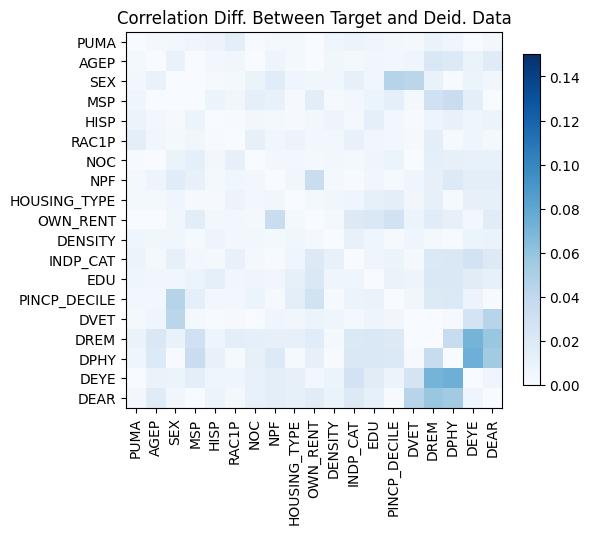 Correlation Diff. Between Target and Deid. Data
PUMA
AGEP
SEX
MSP
HISP
RAC1P
NOC
NPF
HOUSING_TYPE
OWN_RENT
DENSITY
INDP_CAT
EDU
PINCP_DECILE
DVET
DREM
DPHY
DEYE
DEAR
PUMA
AGEP
SEX
MSP
HISP
RAC1P
NOC
NPF
HOUSING_TYPE
OWN_RENT
DENSITY
INDP_CAT
EDU
PINCP_DECILE
DVET
DREM
DPHY
DEYE
DEAR
0.14
0.12
0.10
0.08
0.06
0.04
0.02
0.00